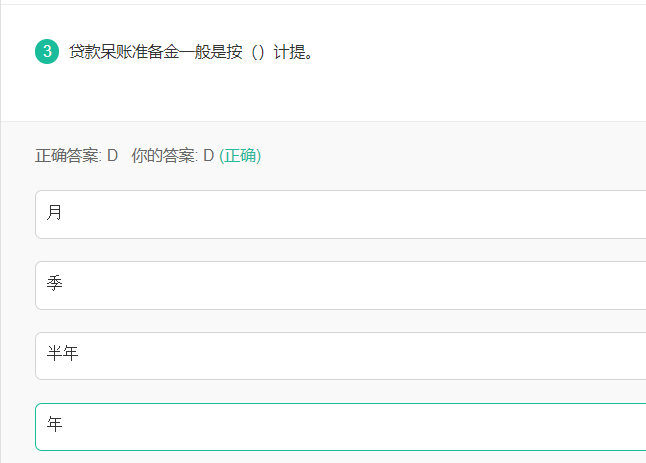 3 贷款呆账准备金一般是按（）计提。
正确答案: D 你的答案: D (正确)
月
季
半年
年